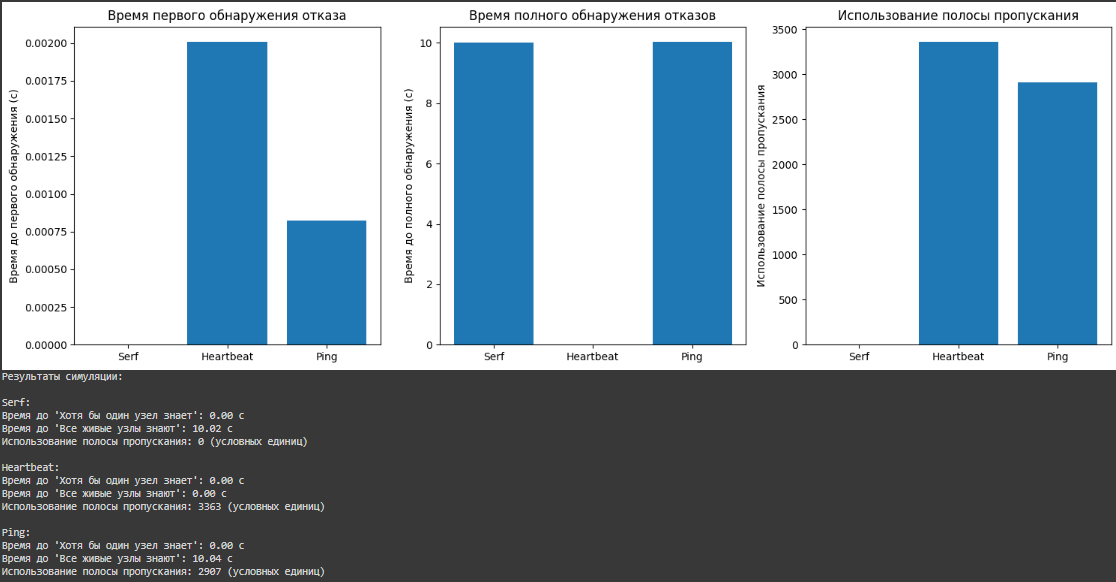 Время первого обнаружения отказа
Время до первого обнаружения (с)
0.00200
0.00175
0.00150
0.00125
0.00100
0.00075
0.00050
0.00025
0.00000
Serf Heartbeat Ping
Время полного обнаружения отказов
Время до полного обнаружения (с)
10
8
6
4
2
0
Serf Heartbeat Ping
Использование полосы пропускания
Использование полосы пропускания
3500
3000
2500
2000
1500
1000
500
0
Serf Heartbeat Ping
Результаты симуляции:
Serf:
Время до 'Хотя бы один узел знает': 0.00 с
Время до 'Все живые узлы знают': 10.02 с
Использование полосы пропускания: 0 (условных единиц)
Heartbeat:
Время до 'Хотя бы один узел знает': 0.00 с
Время до 'Все живые узлы знают': 0.00 с
Использование полосы пропускания: 3363 (условных единиц)
Ping:
Время до 'Хотя бы один узел знает': 0.00 с
Время до 'Все живые узлы знают': 10.04 с
Использование полосы пропускания: 2907 (условных единиц)